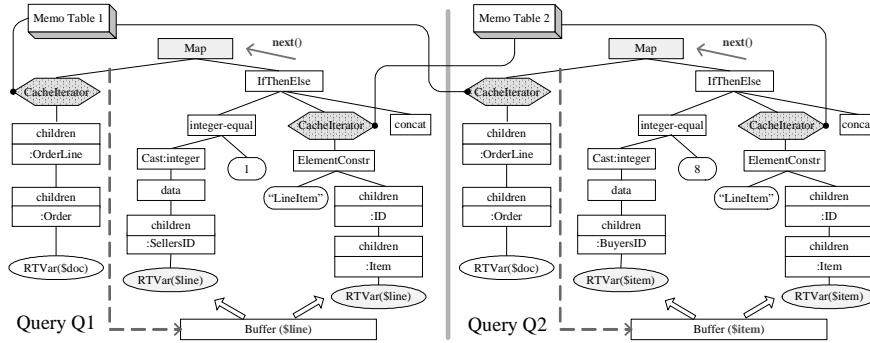 Memo Table 1
Map
next()
CacheIterator
IfThenElse
children
:OrderLine
integer-equal
CacheIterator
concat
Cast:integer
1
ElementConstr
children
:Order
data
"LineItem"
children
:ID
children
:SellersID
children
:Item
RTVar($doc)
RTVar($line)
RTVar($line)
Query Q1
Buffer ($line)
Memo Table 2
Map
next()
CacheIterator
IfThenElse
children
:OrderLine
integer-equal
CacheIterator
concat
Cast:integer
8
ElementConstr
children
:Order
data
"LineItem"
children
:ID
children
:BuyersID
children
:Item
RTVar($doc)
RTVar($item)
RTVar($item)
Query Q2
Buffer ($item)